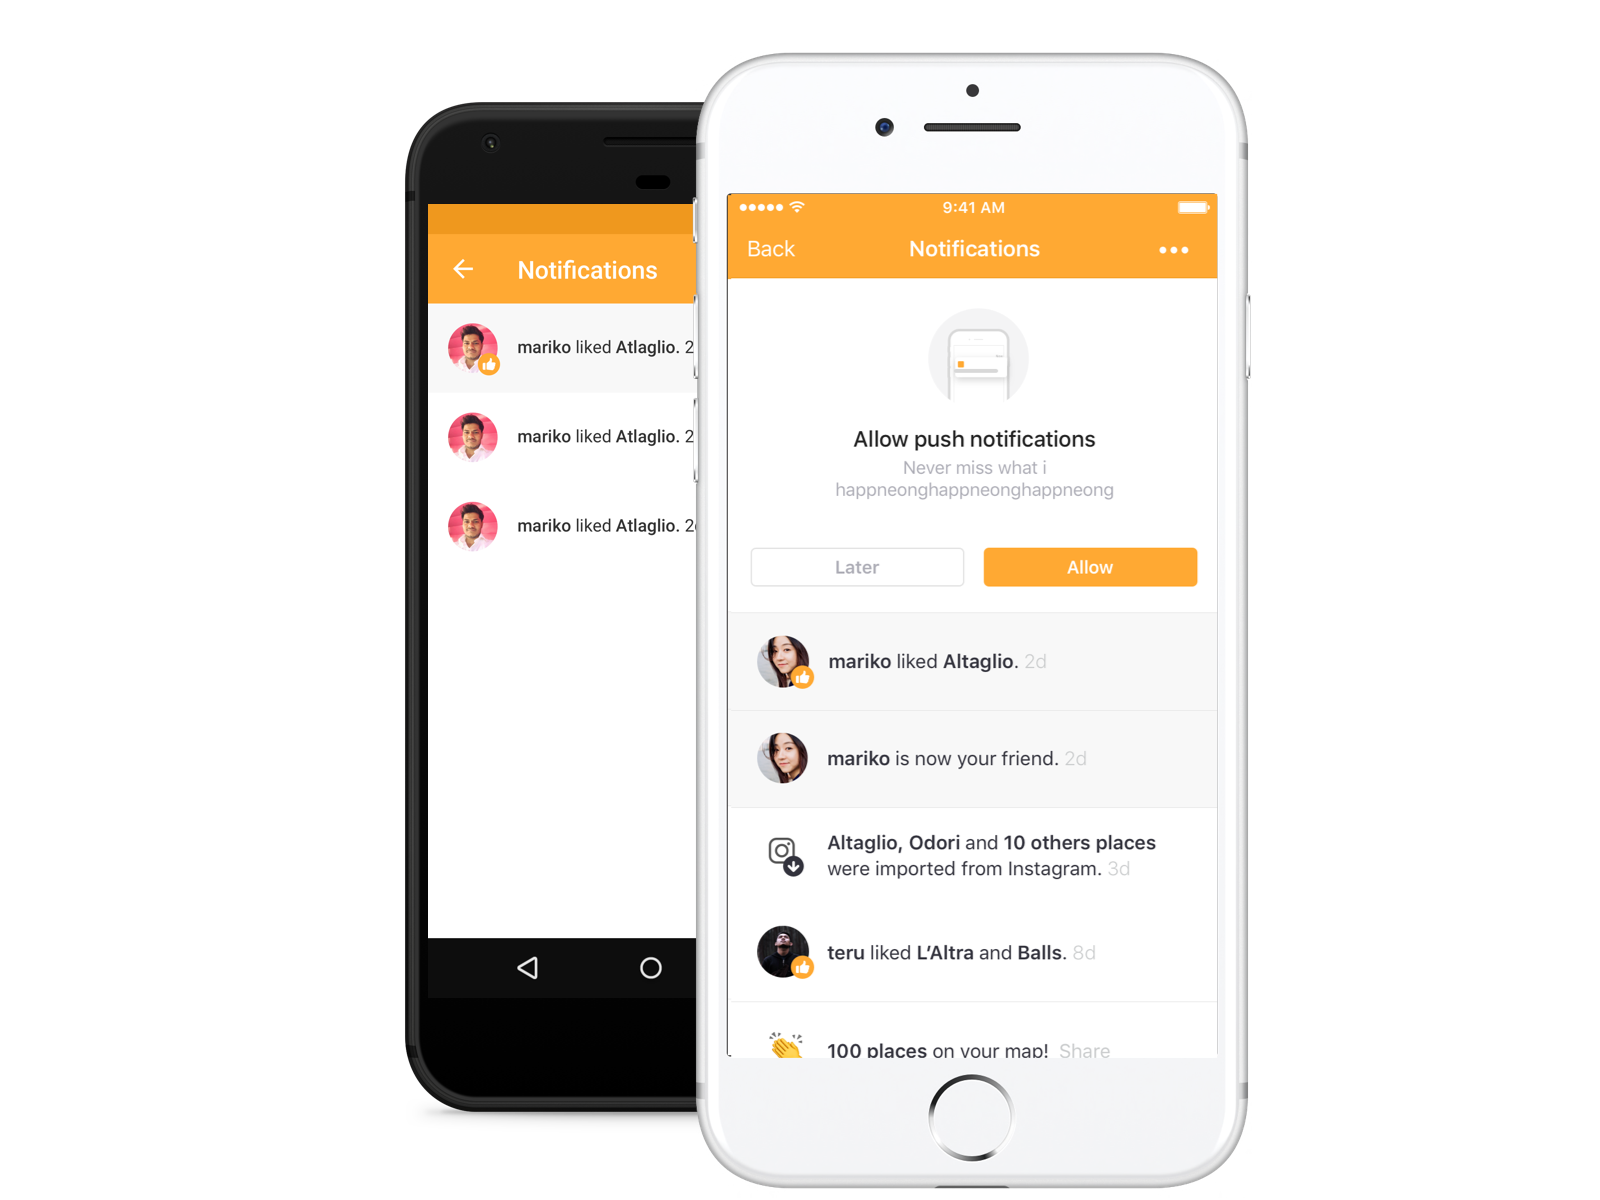 Notifications
mariko liked Atlaglio. 2
mariko liked Atlaglio. 2
mariko liked Atlaglio. 2
9:41 AM
Back
Notifications
Allow push notifications
Never miss what i
happneonghappneonghappneong
Later
Allow
mariko liked Altaglio. 2d
mariko is now your friend. 2d
Altaglio, Odori and 10 others places
were imported from Instagram. 3d
teru liked L’Altra and Balls. 8d
100 places on your map! Share